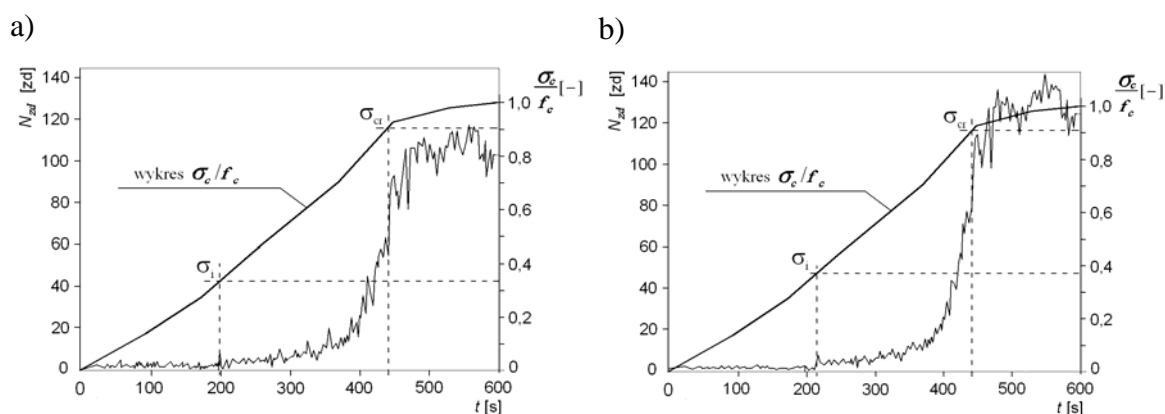 a)
N_zd [zd]
140
120
100
80
60
40
20
0
σ_cr
wykres σ_c/f_c
σ_i
σ_c/f_c [-]
1,0
0,8
0,6
0,4
0,2
0
0 100 200 300 400 500 600
t [s]
b)
N_zd [zd]
140
120
100
80
60
40
20
0
σ_cr
wykres σ_c/f_c
σ_i
σ_c/f_c [-]
1,0
0,8
0,6
0,4
0,2
0
0 100 200 300 400 500 600
t [s]